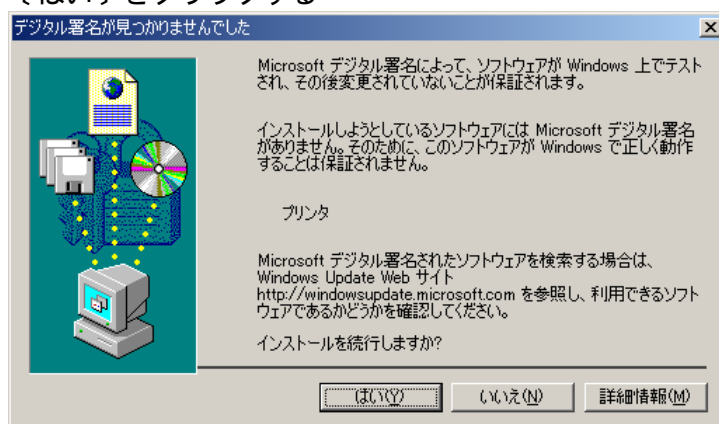 くはい>をクリックする
デジタル署名が見つかりませんでした
Microsoft デジタル署名によって、ソフトウェアが Windows 上でテスト
され、その後変更されていないことが保証されます。
インストールしようとしているソフトウェアには Microsoft デジタル署名
がありません。そのために、このソフトウェアが Windows で正しく動作
することは保証されません。
プリンタ
Microsoft デジタル署名されたソフトウェアを検索する場合は、
Windows Update Web サイト
http://windowsupdate.microsoft.com を参照し、利用できるソフト
ウェアであるかどうかを確認してください。
インストールを続行しますか?
はい(Y)
いいえ(N)
詳細情報(M)